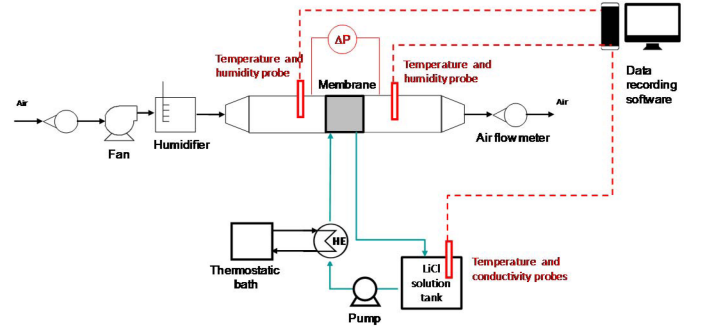 ΔP
Temperature and
humidity probe
Temperature and
humidity probe
Membrane
Data
recording
software
Air
Air
Fan
Humidifier
Air flow meter
HE
Thermostatic
bath
LiCl
solution
tank
Temperature and
conductivity probes
Pump